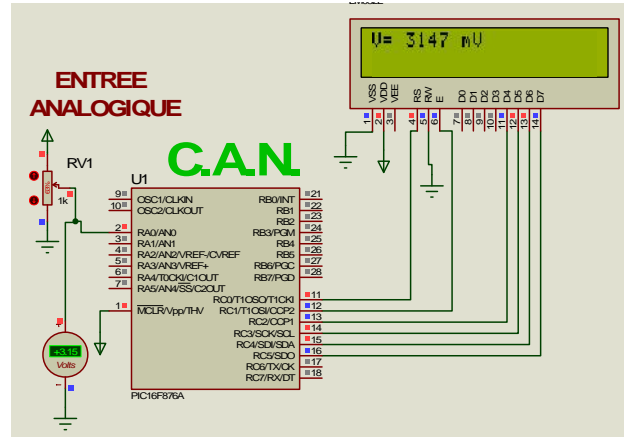 V= 3147 mV
VSS
VDD
VEE
RS
RW
E
D0
D1
D2
D3
D4
D5
D6
D7
1
2
3
4
5
6
7
8
9
10
11
12
13
14
ENTREE
ANALOGIQUE
C.A.N.
RV1
63%
1k
U1
9 OSC1/CLKIN
10 OSC2/CLKOUT
2 RA0/AN0
3 RA1/AN1
4 RA2/AN2/VREF-/CVREF
5 RA3/AN3/VREF+
6 RA4/T0CKI/C1OUT
7 RA5/AN4/SS/C2OUT
1 MCLR/Vpp/THV
RB0/INT 21
RB1 22
RB2 23
RB3/PGM 24
RB4 25
RB5 26
RB6/PGC 27
RB7/PGD 28
RC0/T1OSO/T1CKI 11
RC1/T1OSI/CCP2 12
RC2/CCP1 13
RC3/SCK/SCL 14
RC4/SDI/SDA 15
RC5/SDO 16
RC6/TX/CK 17
RC7/RX/DT 18
PIC16F876A
+3.15
Volts